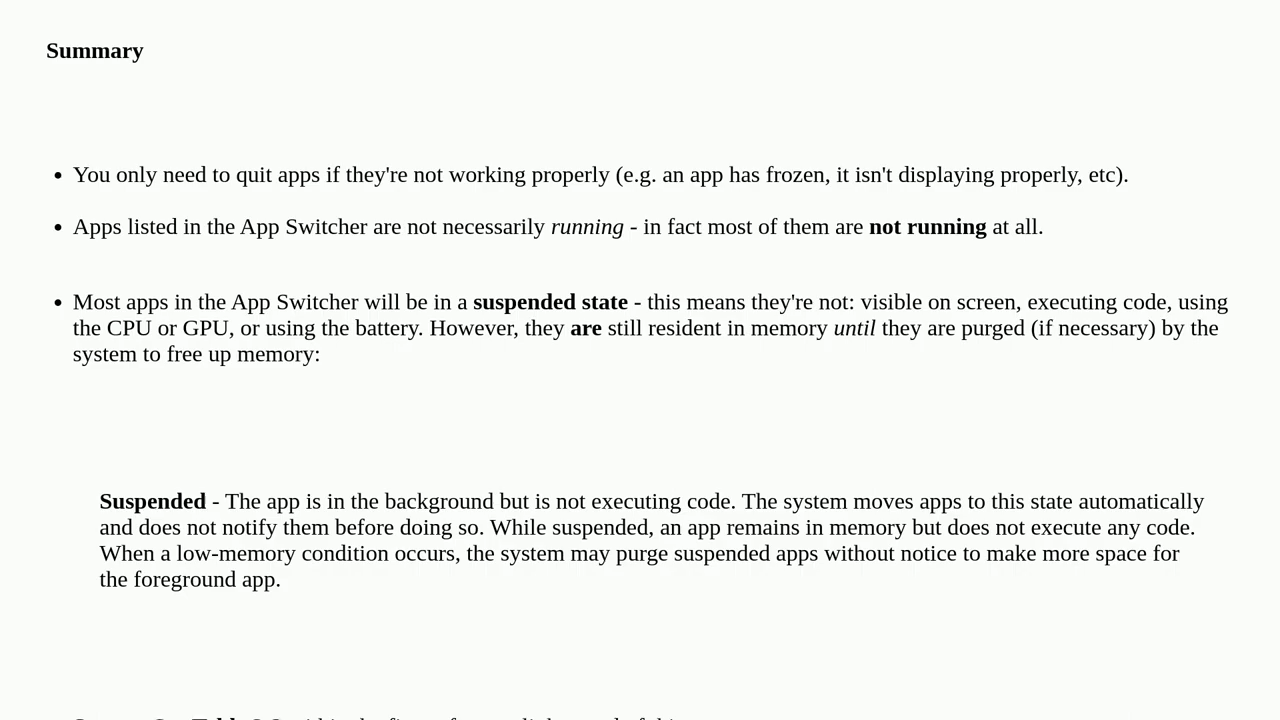 Summary
• You only need to quit apps if they're not working properly (e.g. an app has frozen, it isn't displaying properly, etc).
• Apps listed in the App Switcher are not necessarily running - in fact most of them are not running at all.
• Most apps in the App Switcher will be in a suspended state - this means they're not: visible on screen, executing code, using
the CPU or GPU, or using the battery. However, they are still resident in memory until they are purged (if necessary) by the
system to free up memory:
Suspended - The app is in the background but is not executing code. The system moves apps to this state automatically
and does not notify them before doing so. While suspended, an app remains in memory but does not execute any code.
When a low-memory condition occurs, the system may purge suspended apps without notice to make more space for
the foreground app.